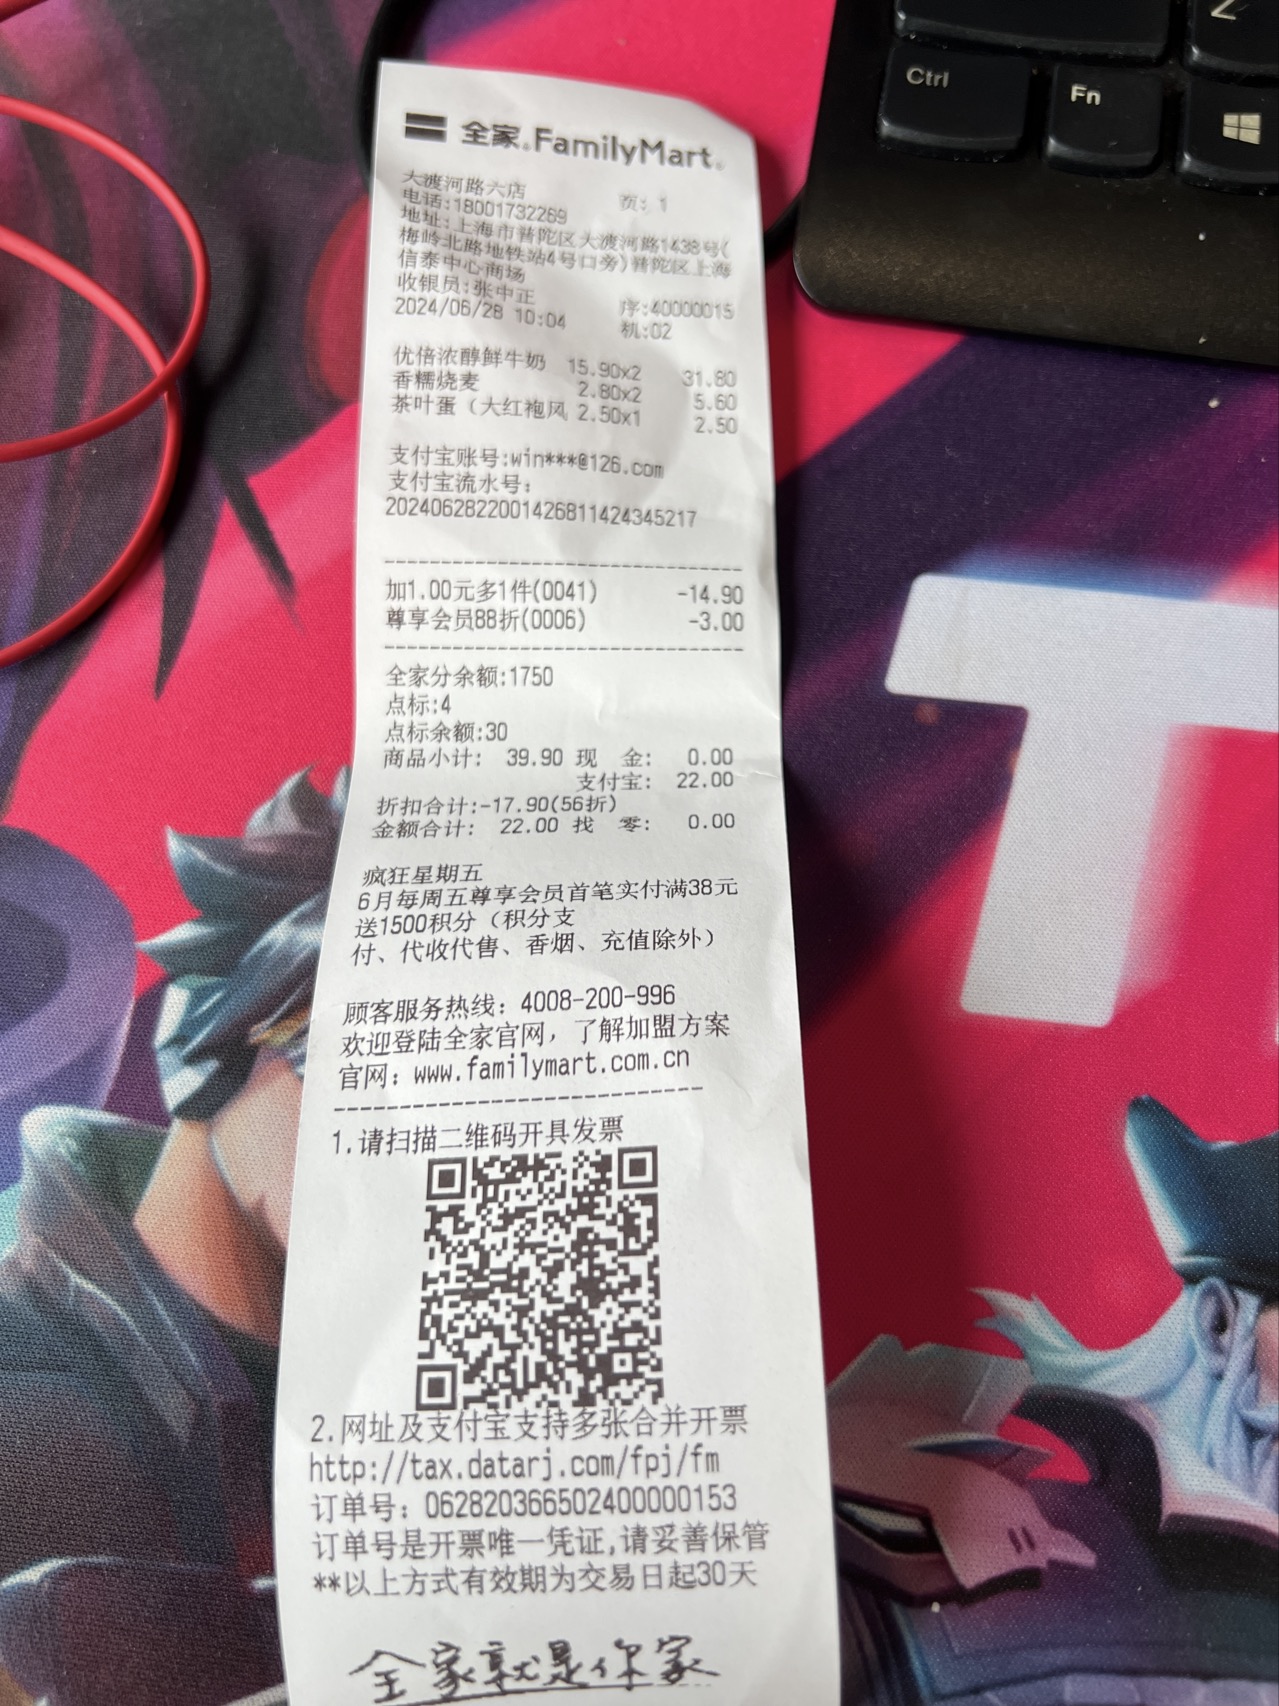 全家®FamilyMart®
大渡河路六店 页: 1
电话:18001732269
地址:上海市普陀区大渡河路1438号(
梅岭北路地铁站4号口旁)普陀区上海
信泰中心商场
收银员:张中正 序:40000015
2024/06/28 10:04 机:02
优倍浓醇鲜牛奶 15.90x2 31.80
香糯烧麦 2.80x2 5.60
茶叶蛋（大红袍风 2.50x1 2.50
支付宝账号:win***@126.com
支付宝流水号:
2024062822001426811424345217
加1.00元多1件(0041) -14.90
尊享会员88折(0006) -3.00
全家分余额:1750
点标:4
点标余额:30
商品小计: 39.90 现 金: 0.00
支付宝: 22.00
折扣合计:-17.90(56折)
金额合计: 22.00 找 零: 0.00
疯狂星期五
6月每周五尊享会员首笔实付满38元
送1500积分（积分支
付、代收代售、香烟、充值除外）
顾客服务热线：4008-200-996
欢迎登陆全家官网，了解加盟方案
官网：www.familymart.com.cn
1.请扫描二维码开具发票
2.网址及支付宝支持多张合并开票
http://tax.datarj.com/fpj/fm
订单号：062820366502400000153
订单号是开票唯一凭证,请妥善保管
**以上方式有效期为交易日起30天
全家就是你家
Ctrl
Fn
Z
T